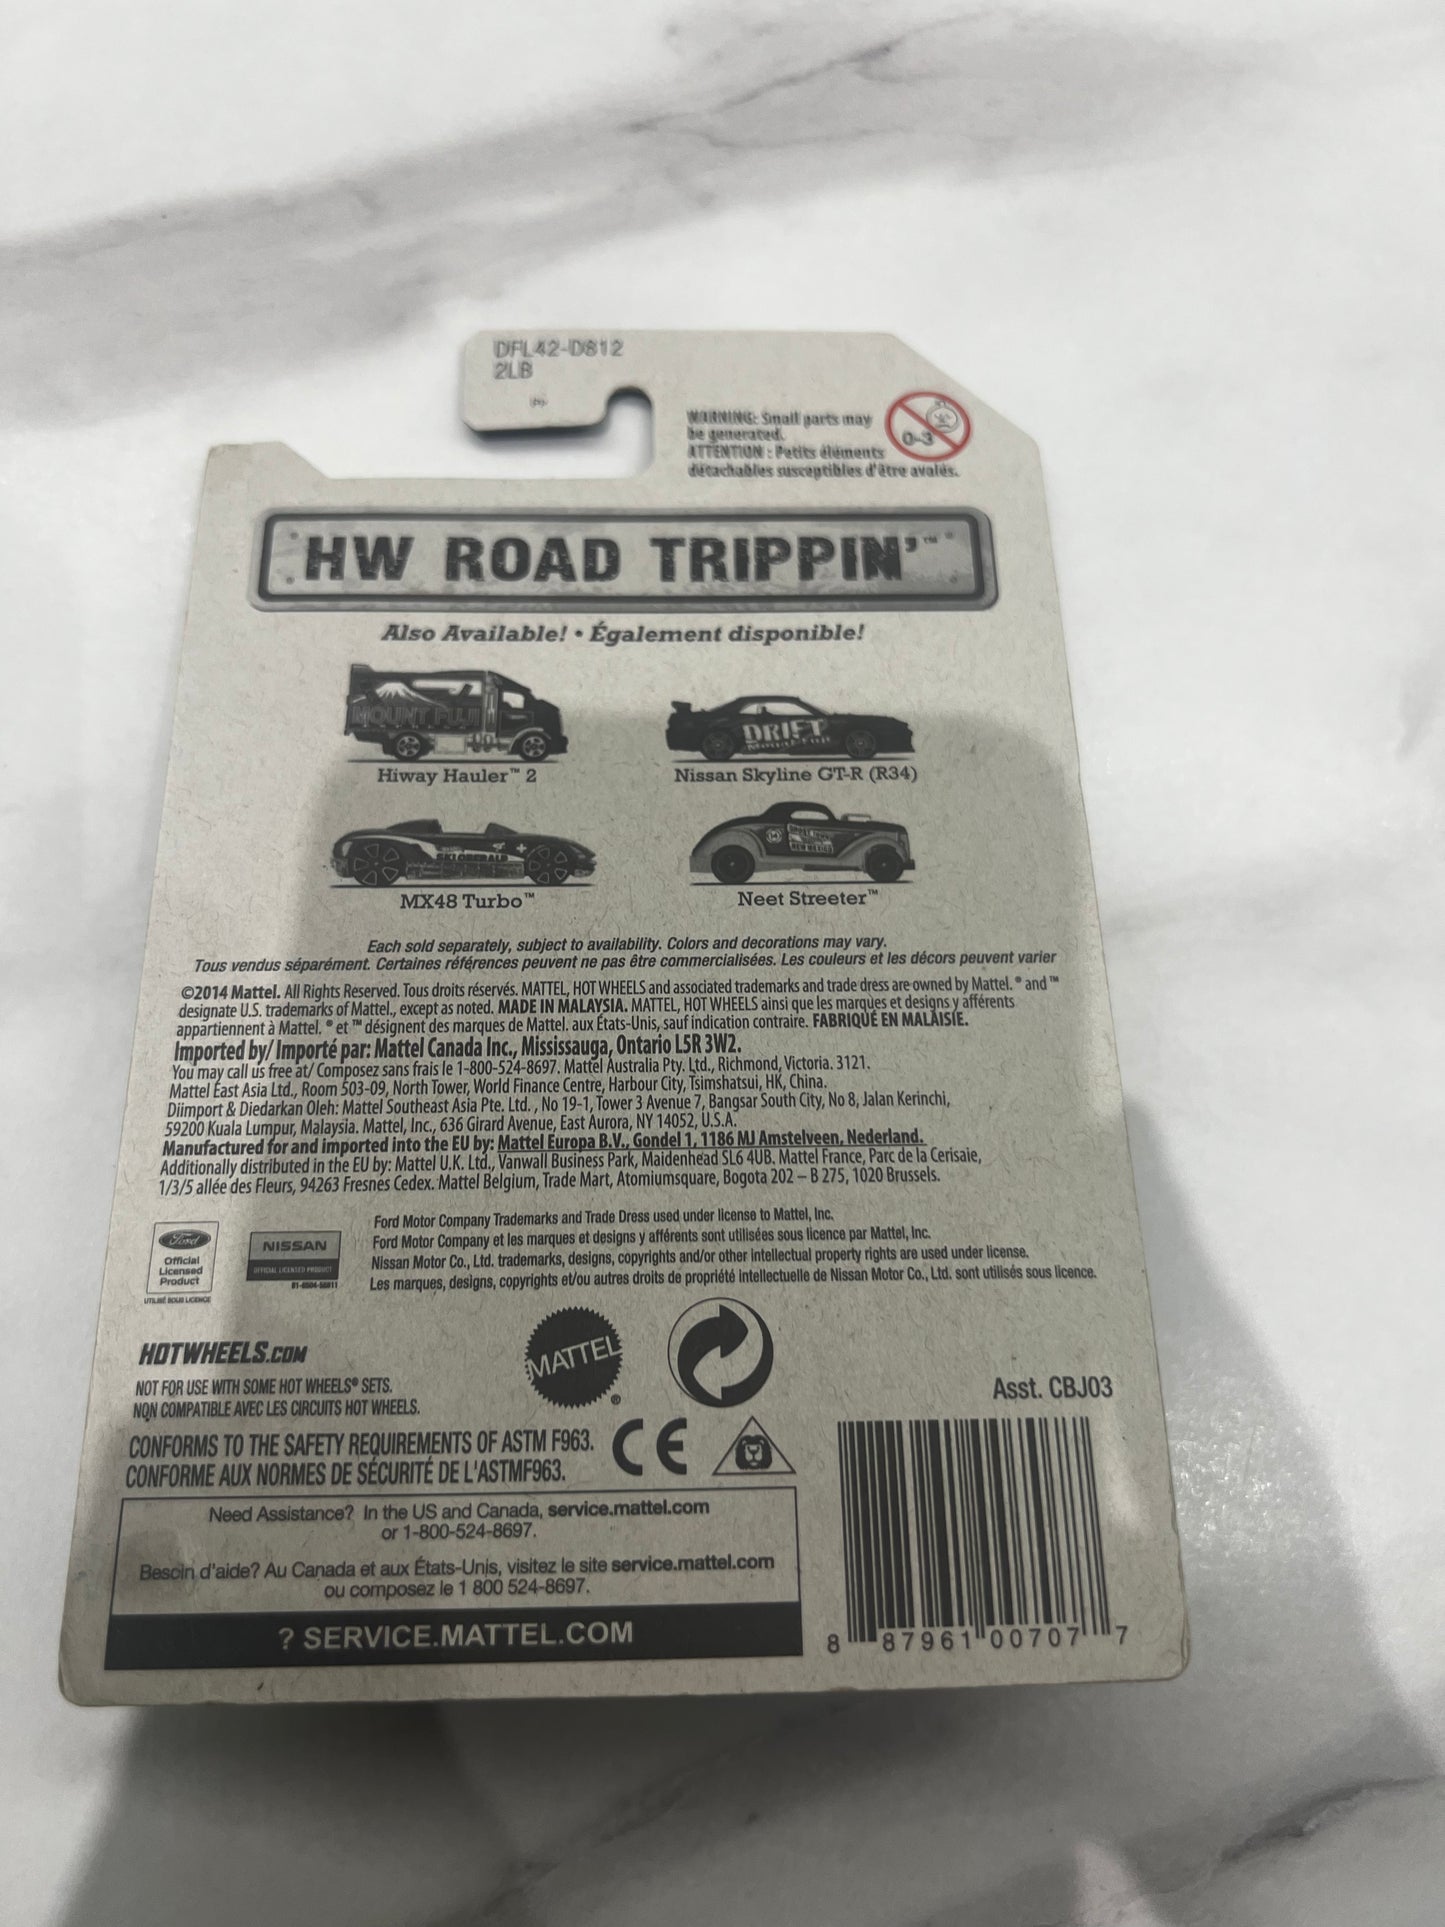 DFL42-D812
2LB
WARNING: Small parts may
be generated.
ATTENTION : Petits éléments
détachables susceptibles d'être avalés.
0-3
HW ROAD TRIPPIN'™
Also Available! • Également disponible!
MOUNT FUJI
DRIFT
Hiway Hauler™ 2
Nissan Skyline GT-R (R34)
MX48 Turbo™
Neet Streeter™
Each sold separately, subject to availability. Colors and decorations may vary.
Tous vendus séparément. Certaines références peuvent ne pas être commercialisées. Les couleurs et les décors peuvent varier
©2014 Mattel. All Rights Reserved. Tous droits réservés. MATTEL, HOT WHEELS and associated trademarks and trade dress are owned by Mattel. ® and ™
designate U.S. trademarks of Mattel., except as noted. MADE IN MALAYSIA. MATTEL, HOT WHEELS ainsi que les marques et designs y afférents
appartiennent à Mattel. ® et ™ désignent des marques de Mattel. aux États-Unis, sauf indication contraire. FABRIQUÉ EN MALAISIE.
Imported by/ Importé par: Mattel Canada Inc., Mississauga, Ontario L5R 3W2.
You may call us free at/ Composez sans frais le 1-800-524-8697. Mattel Australia Pty. Ltd., Richmond, Victoria. 3121.
Mattel East Asia Ltd., Room 503-09, North Tower, World Finance Centre, Harbour City, Tsimshatsui, HK, China.
Diimport & Diedarkan Oleh: Mattel Southeast Asia Pte. Ltd. , No 19-1, Tower 3 Avenue 7, Bangsar South City, No 8, Jalan Kerinchi,
59200 Kuala Lumpur, Malaysia. Mattel, Inc., 636 Girard Avenue, East Aurora, NY 14052, U.S.A.
Manufactured for and imported into the EU by: Mattel Europa B.V., Gondel 1, 1186 MJ Amstelveen, Nederland.
Additionally distributed in the EU by: Mattel U.K. Ltd., Vanwall Business Park, Maidenhead SL6 4UB. Mattel France, Parc de la Cerisaie,
1/3/5 allée des Fleurs, 94263 Fresnes Cedex. Mattel Belgium, Trade Mart, Atomiumsquare, Bogota 202 – B 275, 1020 Brussels.
Ford
Official
Licensed
Product
UTILISÉ SOUS LICENCE
NISSAN
OFFICIAL LICENSED PRODUCT
Ford Motor Company Trademarks and Trade Dress used under license to Mattel, Inc.
Ford Motor Company et les marques et designs y afférents sont utilisées sous licence par Mattel, Inc.
Nissan Motor Co., Ltd. trademarks, designs, copyrights and/or other intellectual property rights are used under license.
Les marques, designs, copyrights et/ou autres droits de propriété intellectuelle de Nissan Motor Co., Ltd. sont utilisés sous licence.
HOTWHEELS.COM
NOT FOR USE WITH SOME HOT WHEELS® SETS.
NON COMPATIBLE AVEC LES CIRCUITS HOT WHEELS.
MATTEL®
Asst. CBJ03
CONFORMS TO THE SAFETY REQUIREMENTS OF ASTM F963.
CONFORME AUX NORMES DE SÉCURITÉ DE L'ASTMF963.
CE
Need Assistance? In the US and Canada, service.mattel.com
or 1-800-524-8697.
Besoin d'aide? Au Canada et aux États-Unis, visitez le site service.mattel.com
ou composez le 1 800 524-8697.
? SERVICE.MATTEL.COM
8 87961 00707 7